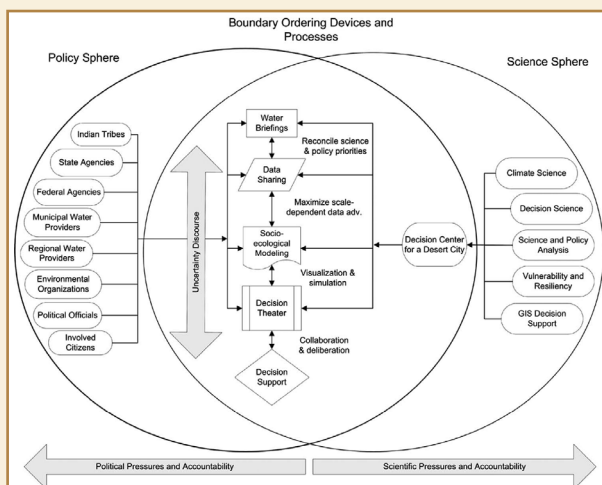 Boundary Ordering Devices and
Processes
Policy Sphere
Science Sphere
Indian Tribes
State Agencies
Federal Agencies
Municipal Water
Providers
Regional Water
Providers
Environmental
Organizations
Political Officials
Involved
Citizens
Uncertainty Discourse
Water
Briefings
Reconcile science
& policy priorities
Data
Sharing
Maximize scale-
dependent data adv.
Socio-
ecological
Modeling
Visualization &
simulation
Decision
Theater
Collaboration
& deliberation
Decision
Support
Decision Center
for a Desert City
Climate Science
Decision Science
Science and Policy
Analysis
Vulnerability and
Resiliency
GIS Decision
Support
Political Pressures and Accountability
Scientific Pressures and Accountability